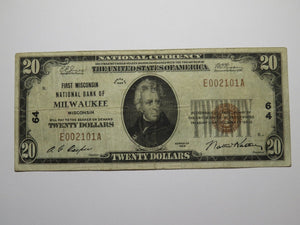 NATIONAL CURRENCY
THE UNITED STATES OF AMERICA
20 20
FIRST WISCONSIN
NATIONAL BANK OF
MILWAUKEE
WISCONSIN
WILL PAY TO THE BEARER ON DEMAND
TWENTY DOLLARS
E002101A
E002101A
64
64
20 TWENTY DOLLARS 20